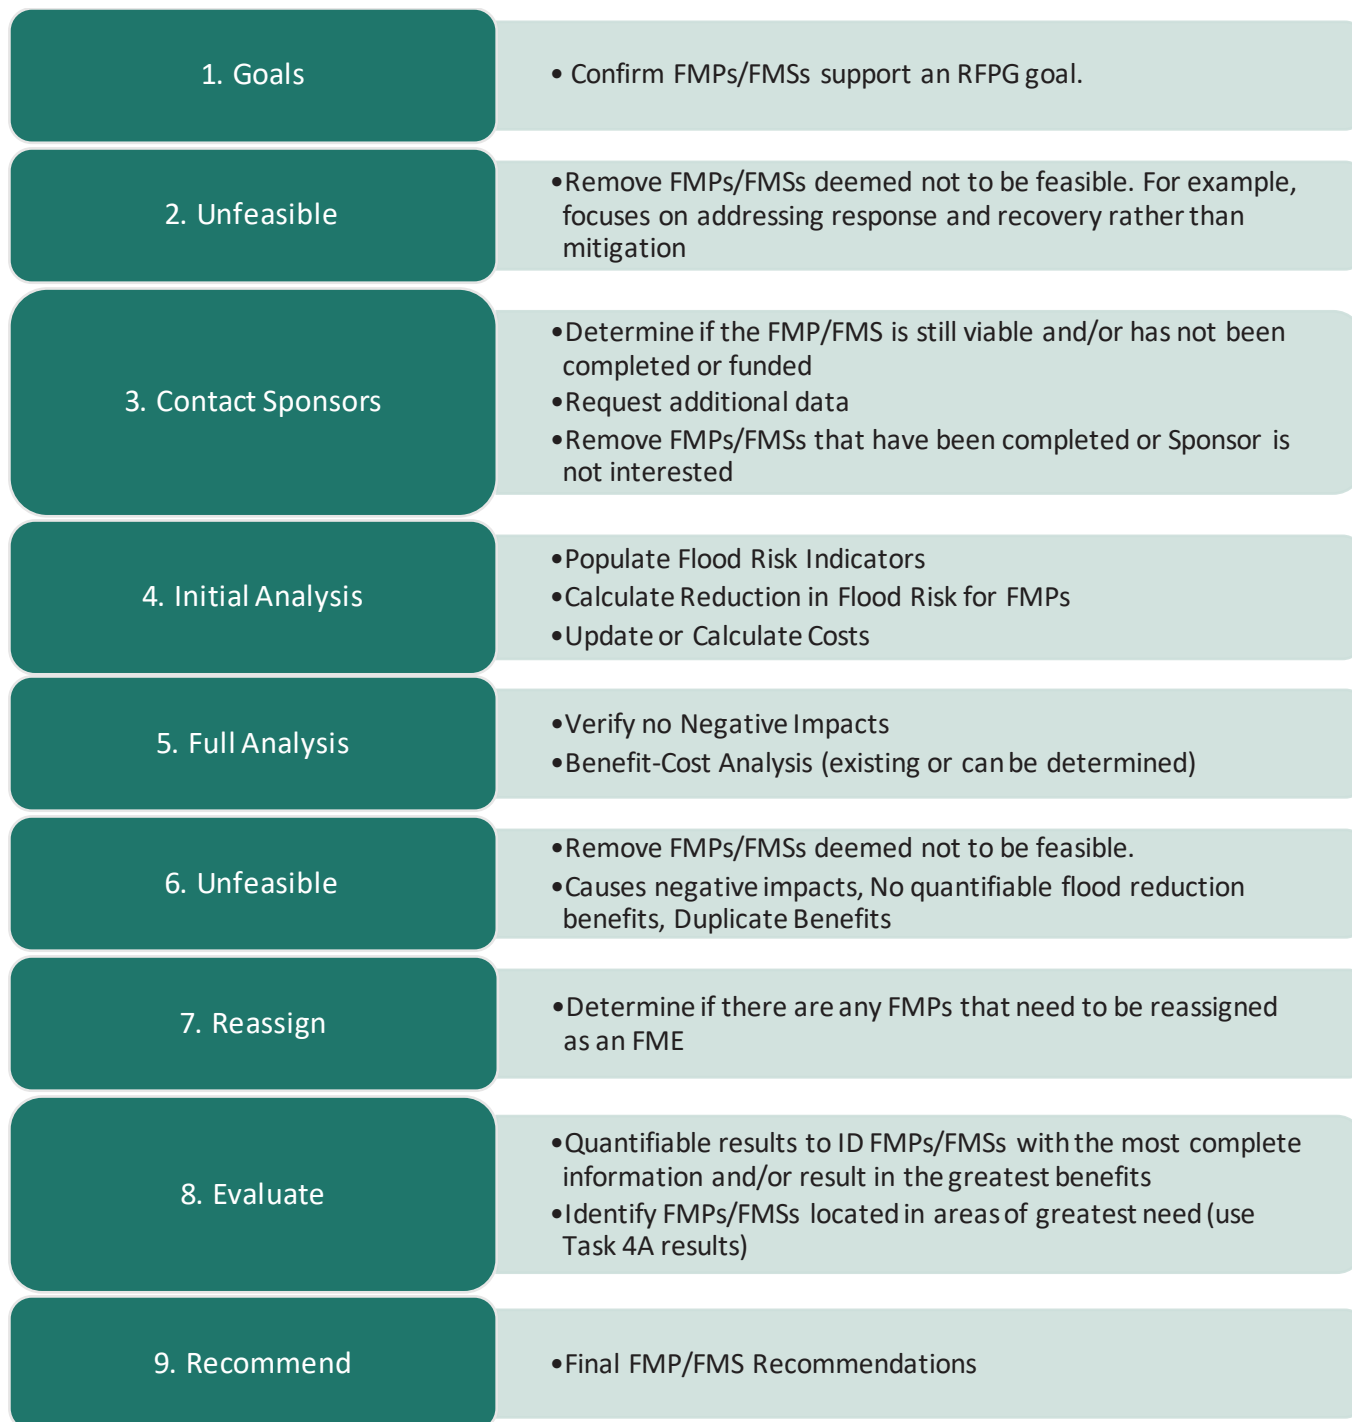 1. Goals
• Confirm FMPs/FMSs support an RFPG goal.
2. Unfeasible
•Remove FMPs/FMSs deemed not to be feasible. For example,
focuses on addressing response and recovery rather than
mitigation
3. Contact Sponsors
•Determine if the FMP/FMS is still viable and/or has not been
completed or funded
•Request additional data
•Remove FMPs/FMSs that have been completed or Sponsor is
not interested
4. Initial Analysis
•Populate Flood Risk Indicators
•Calculate Reduction in Flood Risk for FMPs
•Update or Calculate Costs
5. Full Analysis
•Verify no Negative Impacts
•Benefit-Cost Analysis (existing or can be determined)
6. Unfeasible
•Remove FMPs/FMSs deemed not to be feasible.
•Causes negative impacts, No quantifiable flood reduction
benefits, Duplicate Benefits
7. Reassign
•Determine if there are any FMPs that need to be reassigned
as an FME
8. Evaluate
•Quantifiable results to ID FMPs/FMSs with the most complete
information and/or result in the greatest benefits
•Identify FMPs/FMSs located in areas of greatest need (use
Task 4A results)
9. Recommend
•Final FMP/FMS Recommendations